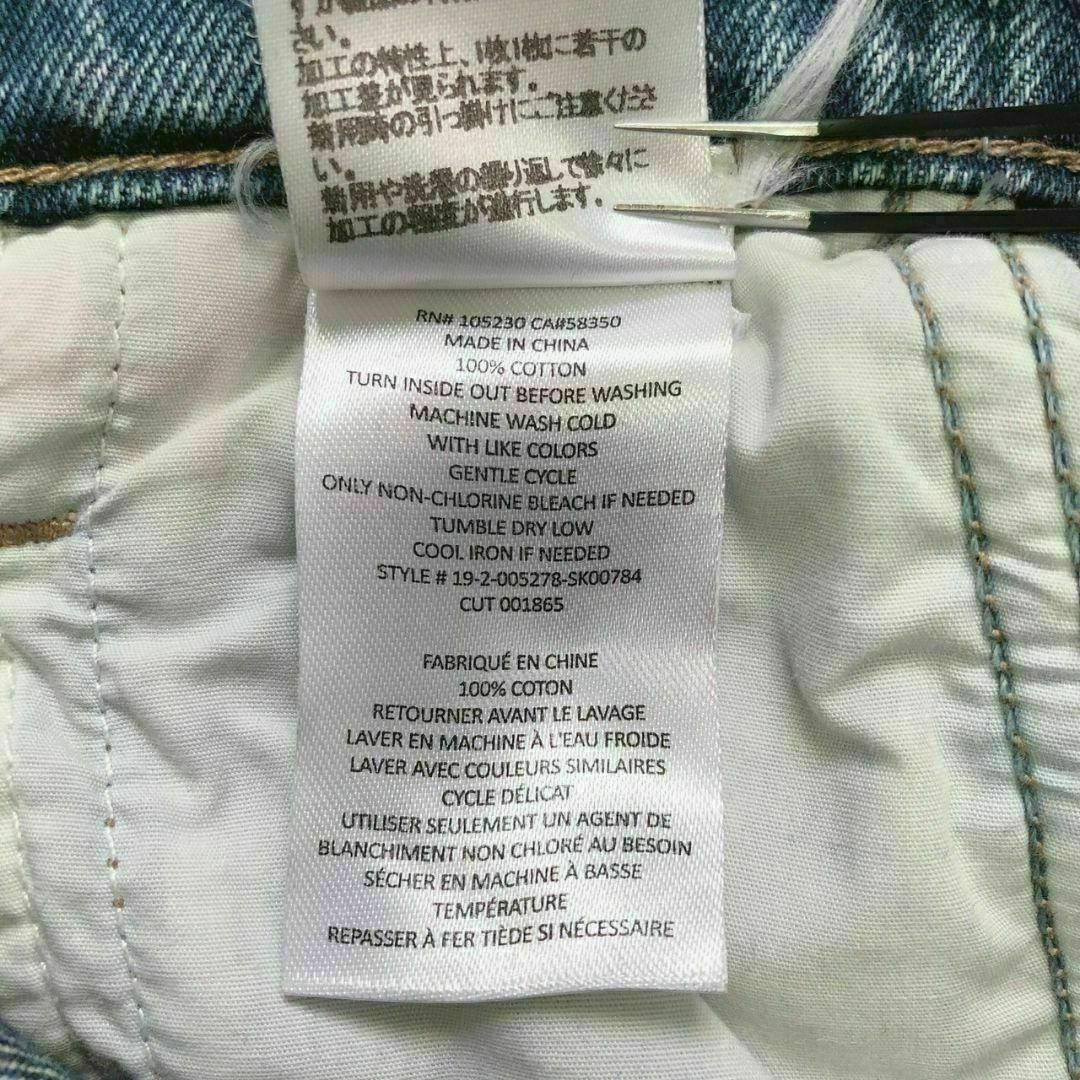 さい。
加工の特性上、1枚1枚に若干の
加工差が見られます。
着用時の引っ掛けにご注意くださ
い。
着用や洗濯の繰り返しで徐々に
加工の が進行します。
RN# 105230 CA#58350
MADE IN CHINA
100% COTTON
TURN INSIDE OUT BEFORE WASHING
MACHINE WASH COLD
WITH LIKE COLORS
GENTLE CYCLE
ONLY NON-CHLORINE BLEACH IF NEEDED
TUMBLE DRY LOW
COOL IRON IF NEEDED
STYLE # 19-2-005278-SK00784
CUT 001865
FABRIQUÉ EN CHINE
100% COTON
RETOURNER AVANT LE LAVAGE
LAVER EN MACHINE À L'EAU FROIDE
LAVER AVEC COULEURS SIMILAIRES
CYCLE DÉLICAT
UTILISER SEULEMENT UN AGENT DE
BLANCHIMENT NON CHLORÉ AU BESOIN
SÉCHER EN MACHINE À BASSE
TEMPÉRATURE
REPASSER À FER TIÈDE SI NÉCESSAIRE